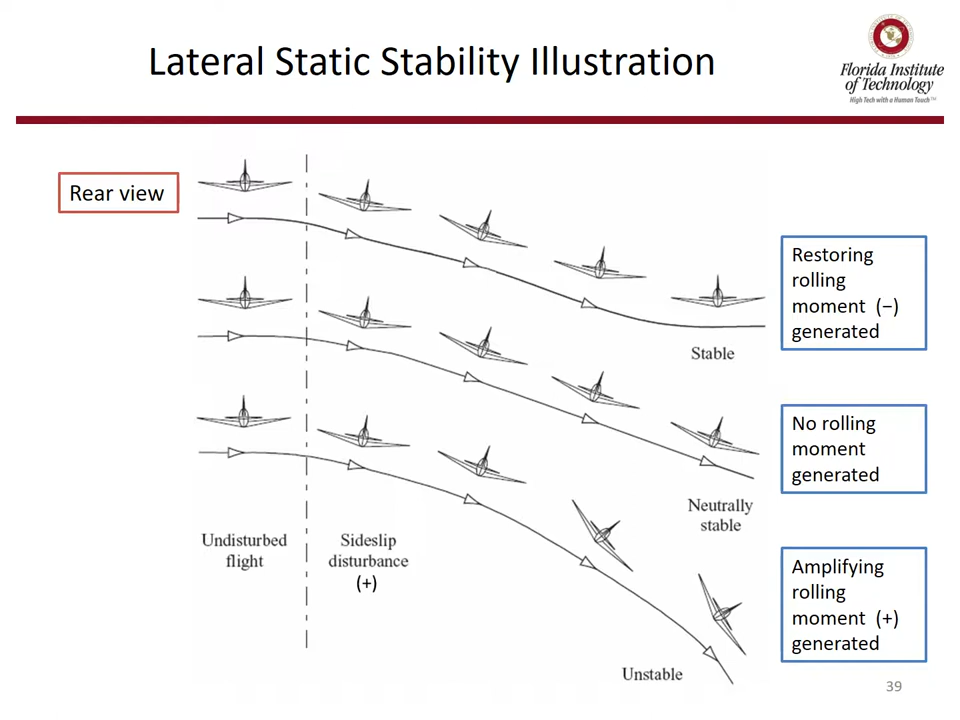 Lateral Static Stability Illustration
Florida Institute
of Technology
High Tech with a Human Touch™
Rear view
Restoring
rolling
moment (−)
generated
Stable
No rolling
moment
generated
Neutrally
stable
Undisturbed
flight
Sideslip
disturbance
(+)
Amplifying
rolling
moment (+)
generated
Unstable
39